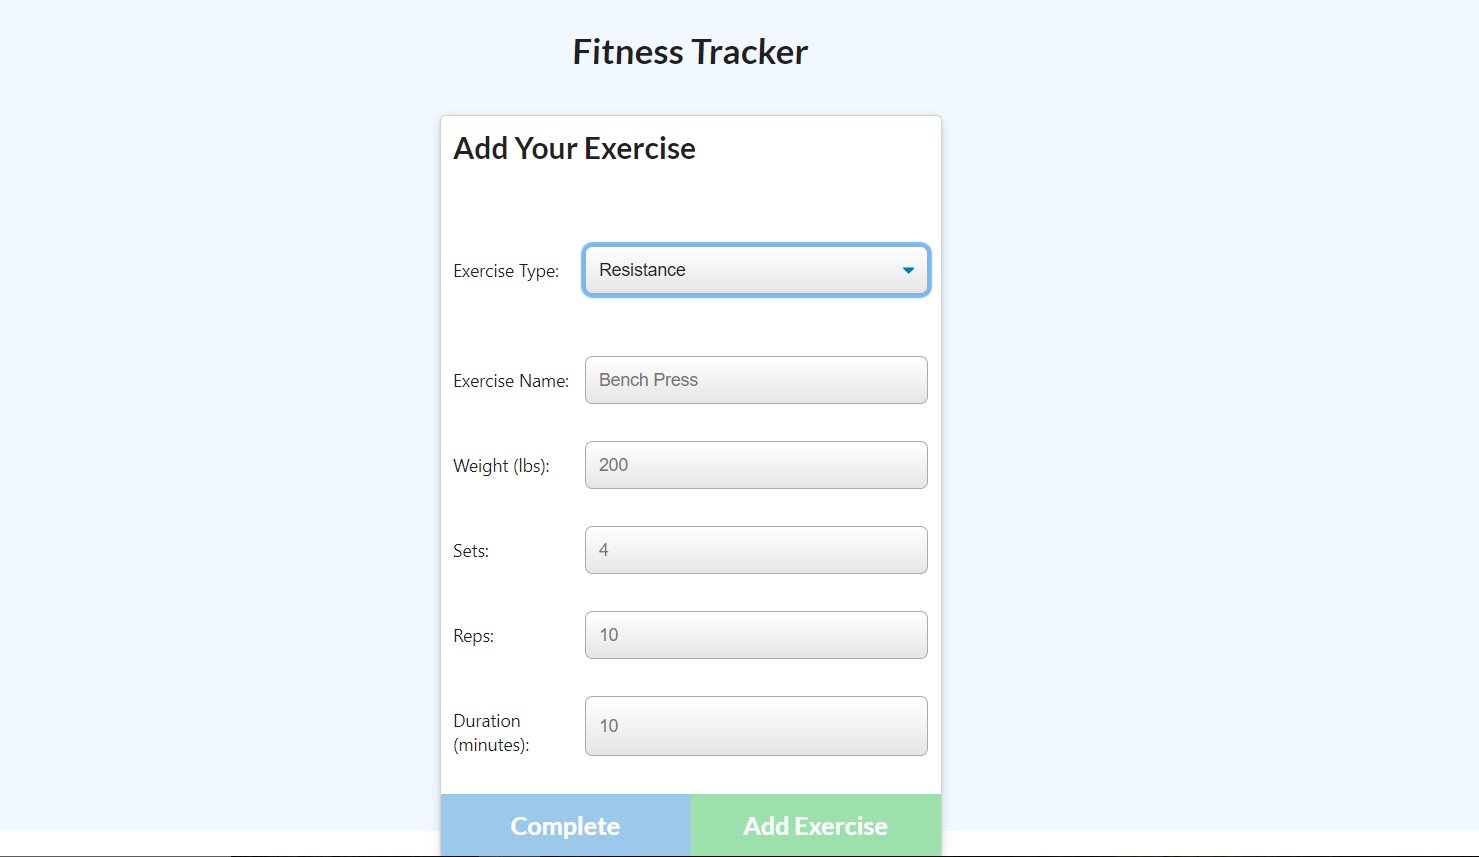 Fitness Tracker
Add Your Exercise
Exercise Type: Resistance
Exercise Name: Bench Press
Weight (lbs): 200
Sets: 4
Reps: 10
Duration
(minutes): 10
Complete Add Exercise